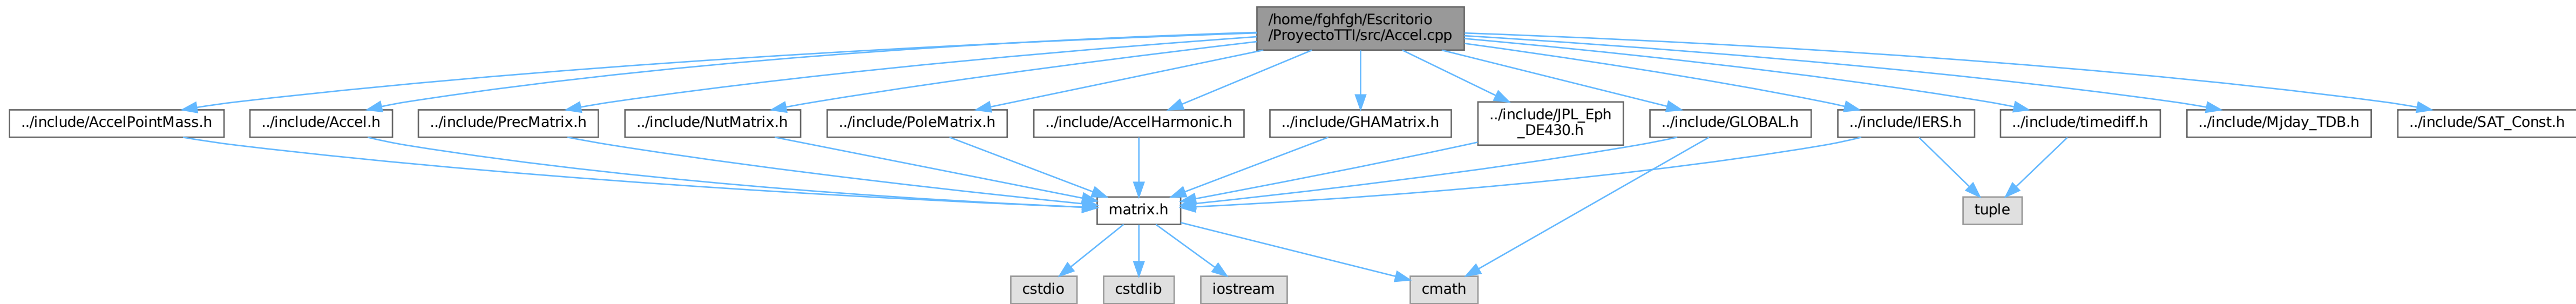 /home/fghfgh/Escritorio
/ProyectoTTI/src/Accel.cpp
../include/AccelPointMass.h
../include/Accel.h
../include/PrecMatrix.h
../include/NutMatrix.h
../include/PoleMatrix.h
../include/AccelHarmonic.h
../include/GHAMatrix.h
../include/JPL_Eph
_DE430.h
../include/GLOBAL.h
../include/IERS.h
../include/timediff.h
../include/Mjday_TDB.h
../include/SAT_Const.h
matrix.h
tuple
cstdio
cstdlib
iostream
cmath